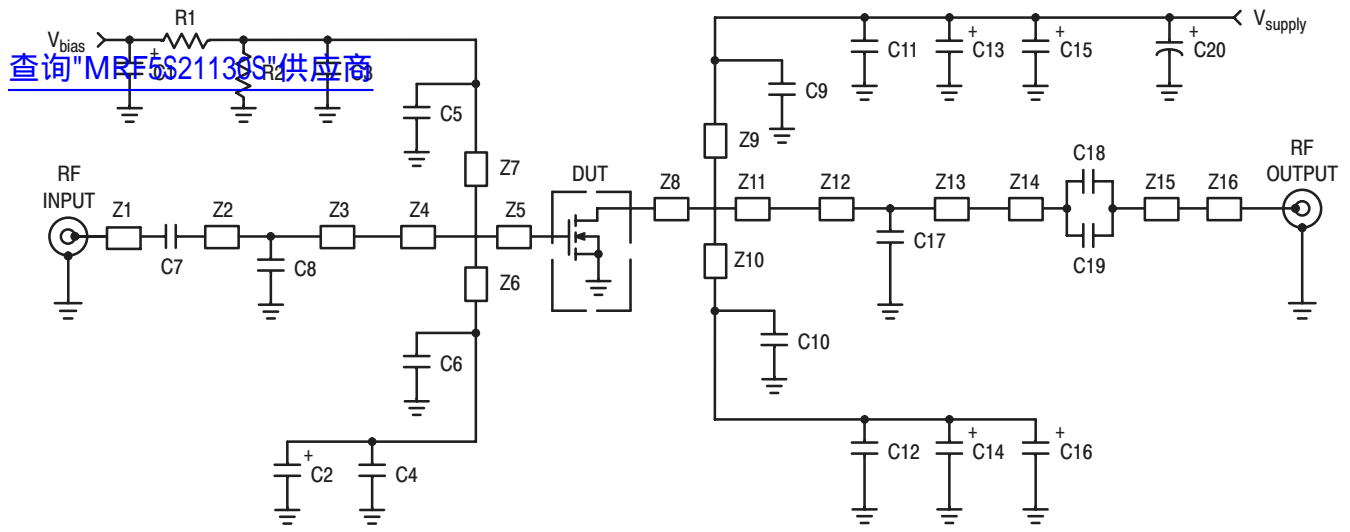 R1
Vbias
Vsupply
+
C1
R2
C3
查询"MRF5S21130S"供应商
C11
+
C13
+
C15
+
C20
C5
C9
Z7
Z9
RF
INPUT
DUT
RF
OUTPUT
Z1
C7
Z2
C8
Z3
Z4
Z5
Z8
Z11
Z12
C17
Z13
Z14
C18
C19
Z15
Z16
Z6
Z10
C6
C10
+
C2
C4
C12
+
C14
+
C16